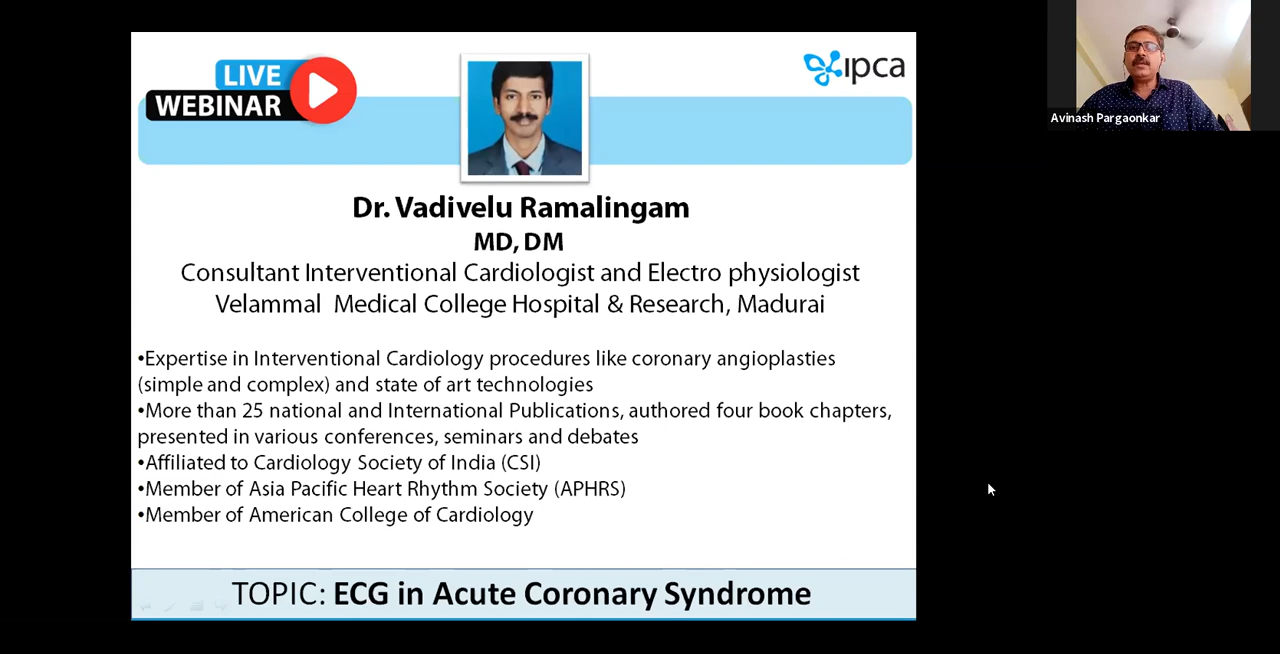 LIVE
WEBINAR
ipca
Avinash Pargaonkar
Dr. Vadivelu Ramalingam
MD, DM
Consultant Interventional Cardiologist and Electro physiologist
Velammal Medical College Hospital & Research, Madurai
•Expertise in Interventional Cardiology procedures like coronary angioplasties
(simple and complex) and state of art technologies
•More than 25 national and International Publications, authored four book chapters,
presented in various conferences, seminars and debates
•Affiliated to Cardiology Society of India (CSI)
•Member of Asia Pacific Heart Rhythm Society (APHRS)
•Member of American College of Cardiology
TOPIC: ECG in Acute Coronary Syndrome